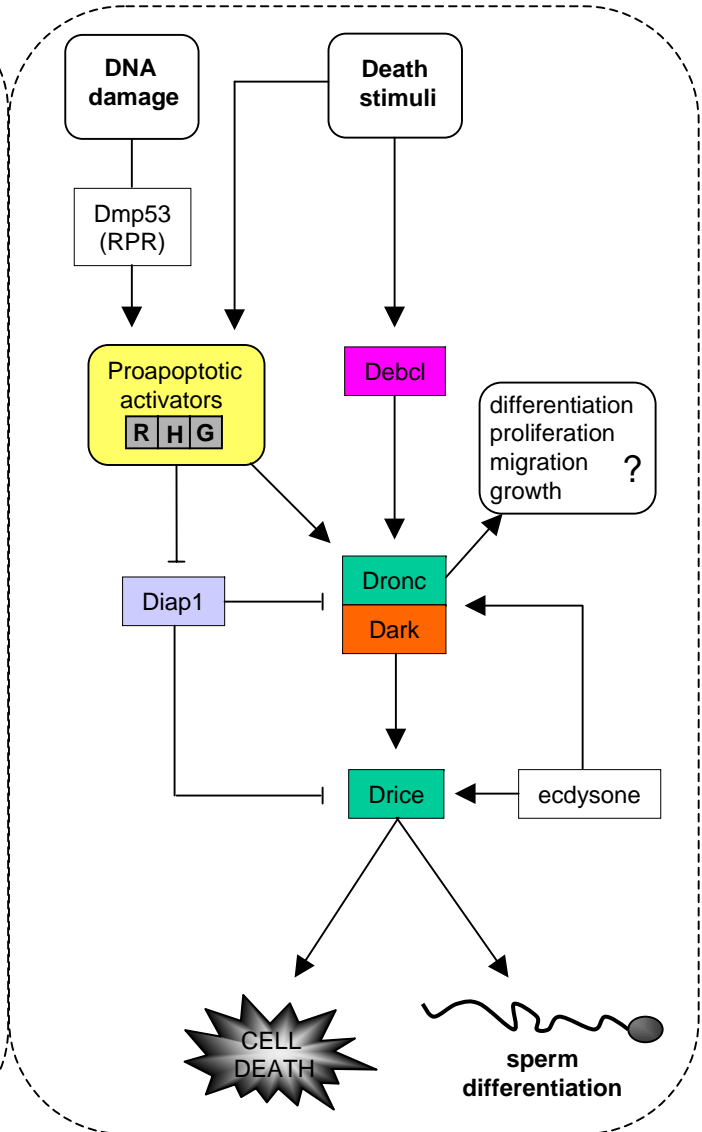 DNA
damage
Death
stimuli
Dmp53
(RPR)
Proapoptotic
activators
R H G
Debcl
differentiation
proliferation
migration
growth ?
Diap1
Dronc
Dark
Drice
ecdysone
CELL
DEATH
sperm
differentiation